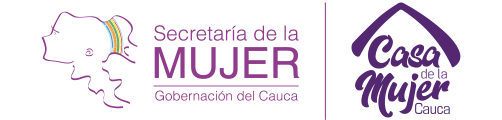 Secretaría de la
MUJER
Gobernación del Cauca
Casa
de la
Mujer
Cauca